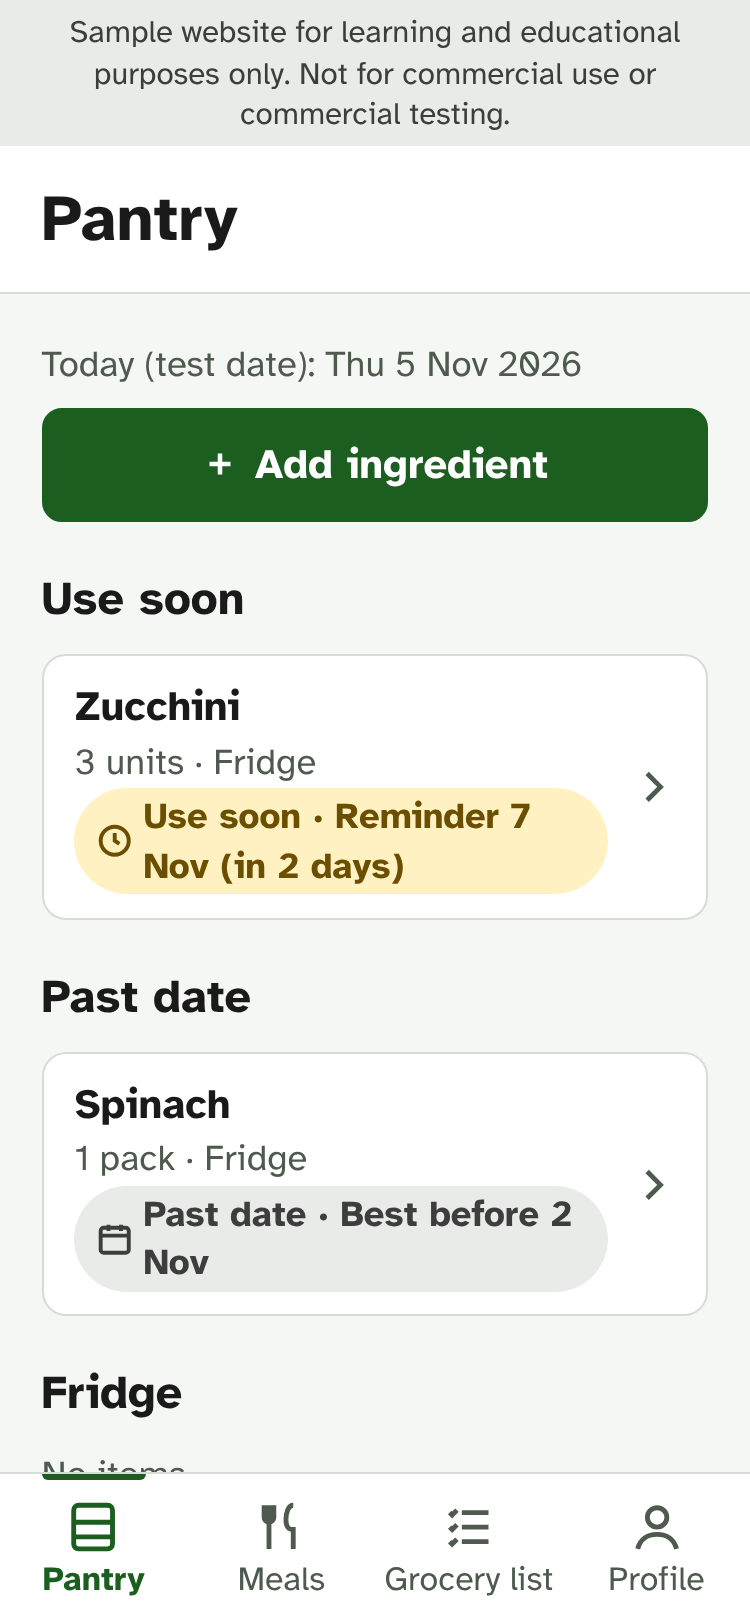 Sample website for learning and educational
purposes only. Not for commercial use or
commercial testing.
Pantry
Today (test date): Thu 5 Nov 2026
+ Add ingredient
Use soon
Zucchini
3 units · Fridge
Use soon · Reminder 7
Nov (in 2 days)
Past date
Spinach
1 pack · Fridge
Past date · Best before 2
Nov
Fridge
No items
Pantry
Meals
Grocery list
Profile